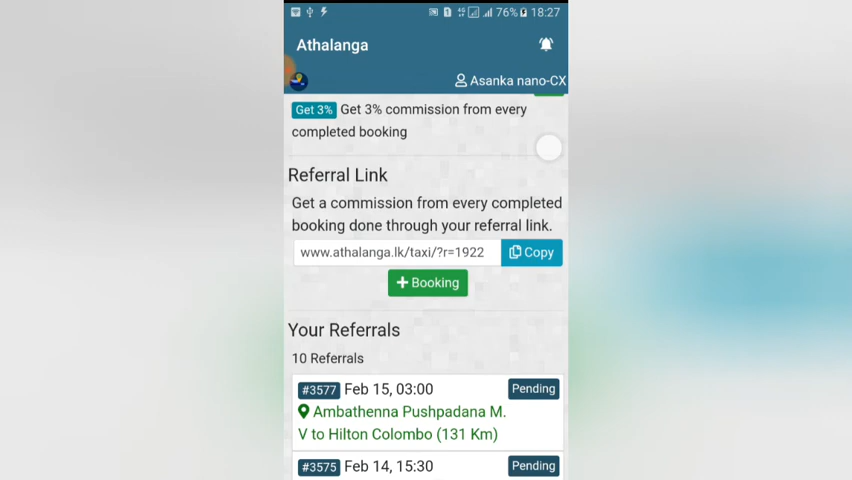 76% 18:27
Athalanga
Asanka nano-CX
Get 3% Get 3% commission from every
completed booking
Referral Link
Get a commission from every completed
booking done through your referral link.
www.athalanga.lk/taxi/?r=1922 Copy
+ Booking
Your Referrals
10 Referrals
#3577 Feb 15, 03:00 Pending
Ambathenna Pushpadana M.
V to Hilton Colombo (131 Km)
#3575 Feb 14, 15:30 Pending